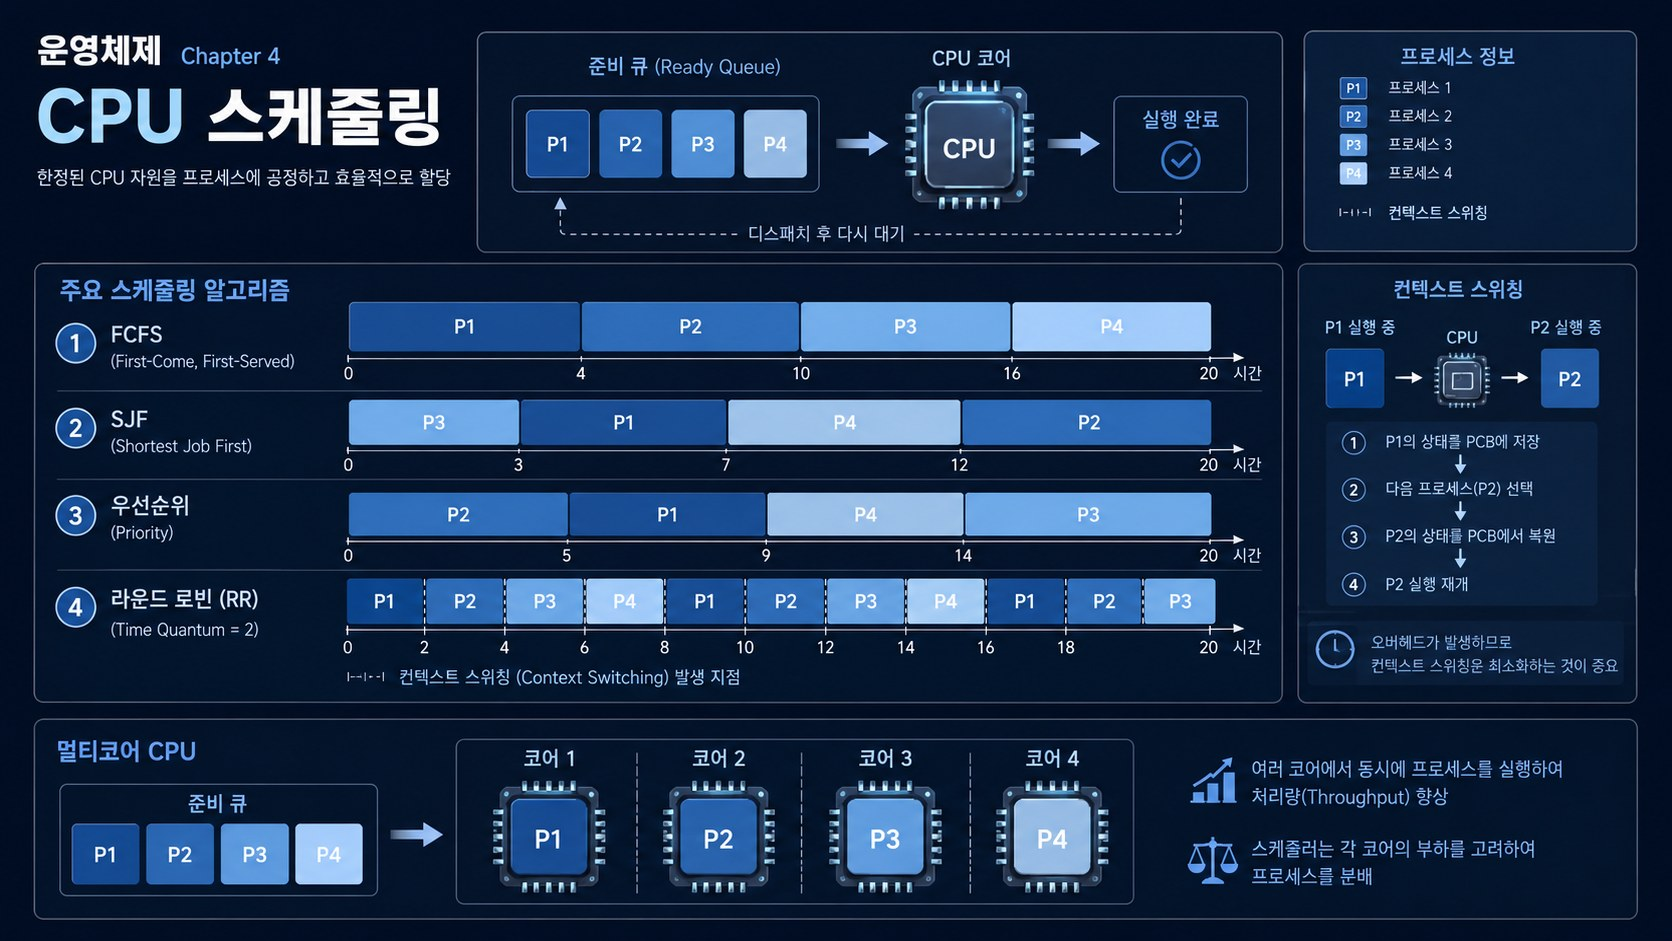 운영체제 Chapter 4
CPU 스케줄링
한정된 CPU 자원을 프로세스에 공정하고 효율적으로 할당
준비 큐 (Ready Queue)
P1 P2 P3 P4
CPU 코어
CPU
실행 완료
디스패치 후 다시 대기
프로세스 정보
P1 프로세스 1
P2 프로세스 2
P3 프로세스 3
P4 프로세스 4
컨텍스트 스위칭
주요 스케줄링 알고리즘
1 FCFS
(First-Come, First-Served)
P1 P2 P3 P4
0 4 10 16 20 시간
2 SJF
(Shortest Job First)
P3 P1 P4 P2
0 3 7 12 20 시간
3 우선순위
(Priority)
P2 P1 P4 P3
0 5 9 14 20 시간
4 라운드 로빈 (RR)
(Time Quantum = 2)
P1 P2 P3 P4 P1 P2 P3 P4 P1 P2 P3
0 2 4 6 8 10 12 14 16 18 20 시간
컨텍스트 스위칭 (Context Switching) 발생 지점
컨텍스트 스위칭
P1 실행 중
CPU
P2 실행 중
P1
P2
1 P1의 상태를 PCB에 저장
2 다음 프로세스(P2) 선택
3 P2의 상태를 PCB에서 복원
4 P2 실행 재개
오버헤드가 발생하므로
컨텍스트 스위칭운 최소화하는 것이 중요
멀티코어 CPU
준비 큐
P1 P2 P3 P4
코어 1 코어 2 코어 3 코어 4
P1 P2 P3 P4
여러 코어에서 동시에 프로세스를 실행하여
처리량(Throughput) 향상
스케줄러는 각 코어의 부하를 고려하여
프로세스를 분배